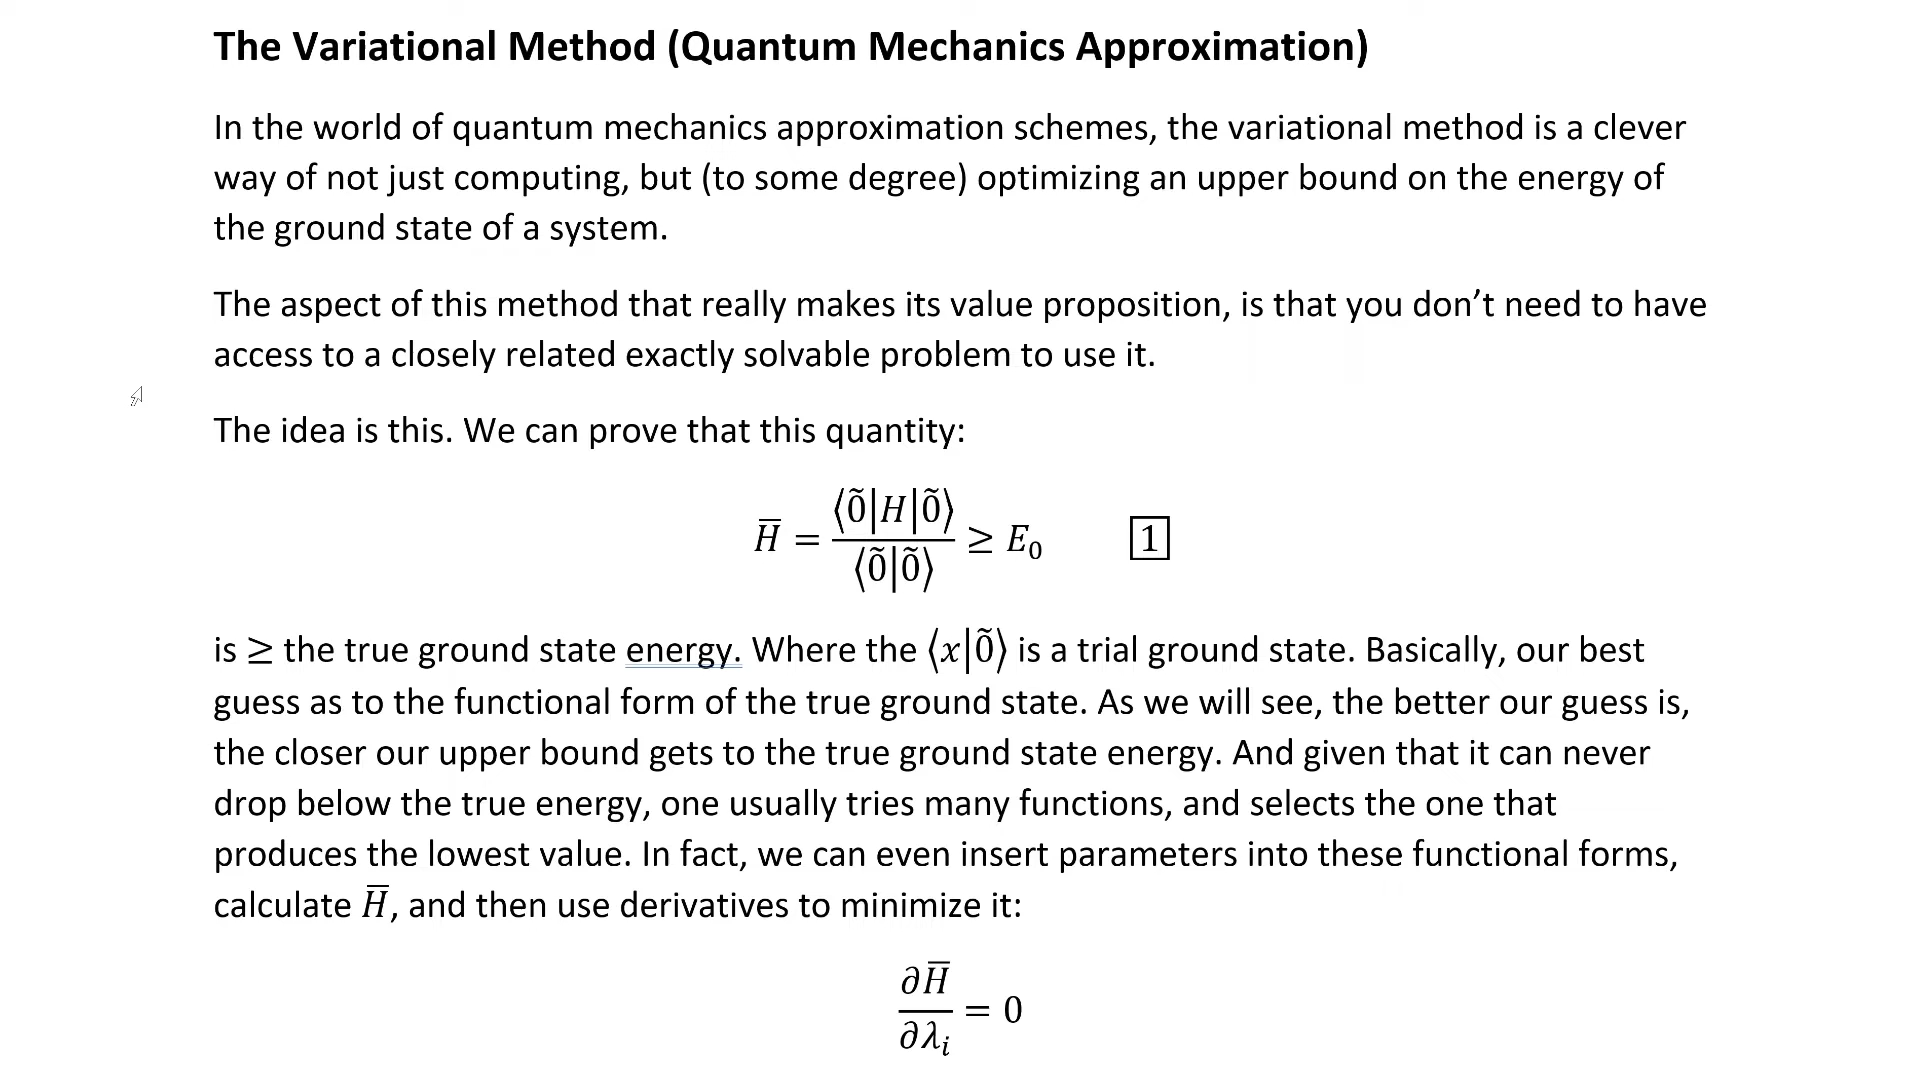 The Variational Method (Quantum Mechanics Approximation)
In the world of quantum mechanics approximation schemes, the variational method is a clever
way of not just computing, but (to some degree) optimizing an upper bound on the energy of
the ground state of a system.
The aspect of this method that really makes its value proposition, is that you don’t need to have
access to a closely related exactly solvable problem to use it.
The idea is this. We can prove that this quantity:
H̅ = ⟨0̃|H|0̃⟩ / ⟨0̃|0̃⟩ ≥ E₀ 1
is ≥ the true ground state energy. Where the ⟨x|0̃⟩ is a trial ground state. Basically, our best
guess as to the functional form of the true ground state. As we will see, the better our guess is,
the closer our upper bound gets to the true ground state energy. And given that it can never
drop below the true energy, one usually tries many functions, and selects the one that
produces the lowest value. In fact, we can even insert parameters into these functional forms,
calculate H̅, and then use derivatives to minimize it:
∂H̅ / ∂λᵢ = 0